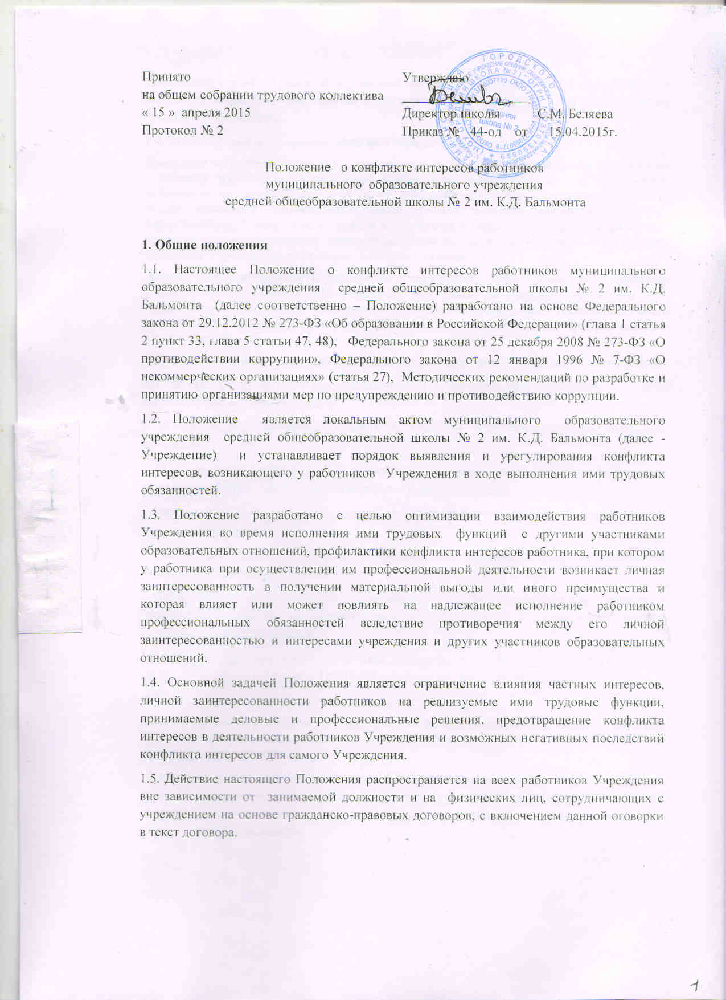 Принято
на общем собрании трудового коллектива
« 15 » апреля 2015
Протокол № 2
Утверждаю
Директор школы С.М. Беляева
Приказ № 44-од от 15.04.2015г.
средняя
школа № 2
Положение о конфликте интересов работников
муниципального образовательного учреждения
средней общеобразовательной школы № 2 им. К.Д. Бальмонта
1. Общие положения
1.1. Настоящее Положение о конфликте интересов работников муниципального
образовательного учреждения средней общеобразовательной школы № 2 им. К.Д.
Бальмонта (далее соответственно – Положение) разработано на основе Федерального
закона от 29.12.2012 № 273-ФЗ «Об образовании в Российской Федерации» (глава 1 статья
2 пункт 33, глава 5 статьи 47, 48), Федерального закона от 25 декабря 2008 № 273-ФЗ «О
противодействии коррупции», Федерального закона от 12 января 1996 № 7-ФЗ «О
некоммерческих организациях» (статья 27), Методических рекомендаций по разработке и
принятию организациями мер по предупреждению и противодействию коррупции.
1.2. Положение является локальным актом муниципального образовательного
учреждения средней общеобразовательной школы № 2 им. К.Д. Бальмонта (далее -
Учреждение) и устанавливает порядок выявления и урегулирования конфликта
интересов, возникающего у работников Учреждения в ходе выполнения ими трудовых
обязанностей.
1.3. Положение разработано с целью оптимизации взаимодействия работников
Учреждения во время исполнения ими трудовых функций с другими участниками
образовательных отношений, профилактики конфликта интересов работника, при котором
у работника при осуществлении им профессиональной деятельности возникает личная
заинтересованность в получении материальной выгоды или иного преимущества и
которая влияет или может повлиять на надлежащее исполнение работником
профессиональных обязанностей вследствие противоречия между его личной
заинтересованностью и интересами учреждения и других участников образовательных
отношений.
1.4. Основной задачей Положения является ограничение влияния частных интересов,
личной заинтересованности работников на реализуемые ими трудовые функции,
принимаемые деловые и профессиональные решения. предотвращение конфликта
интересов в деятельности работников Учреждения и возможных негативных последствий
конфликта интересов для самого Учреждения.
1.5. Действие настоящего Положения распространяется на всех работников Учреждения
вне зависимости от занимаемой должности и на физических лиц, сотрудничающих с
учреждением на основе гражданско-правовых договоров, с включением данной оговорки
в текст договора.
1